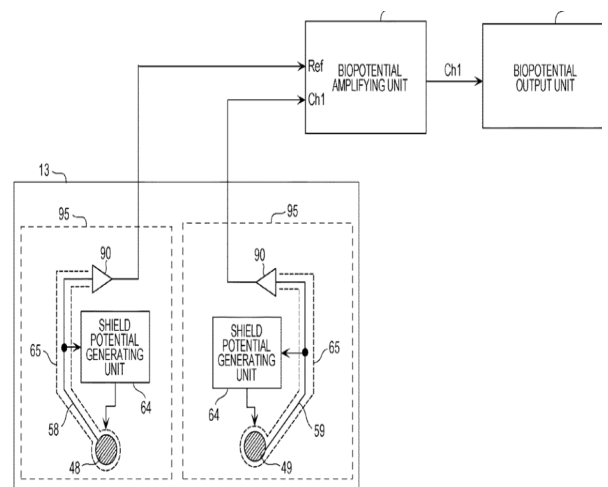 BIOPOTENTIAL
AMPLIFYING UNIT
Ref
Ch1
Ch1
BIOPOTENTIAL
OUTPUT UNIT
13
95
95
90
90
SHIELD
POTENTIAL
GENERATING
UNIT
SHIELD
POTENTIAL
GENERATING
UNIT
65
65
64
64
58
59
48
49